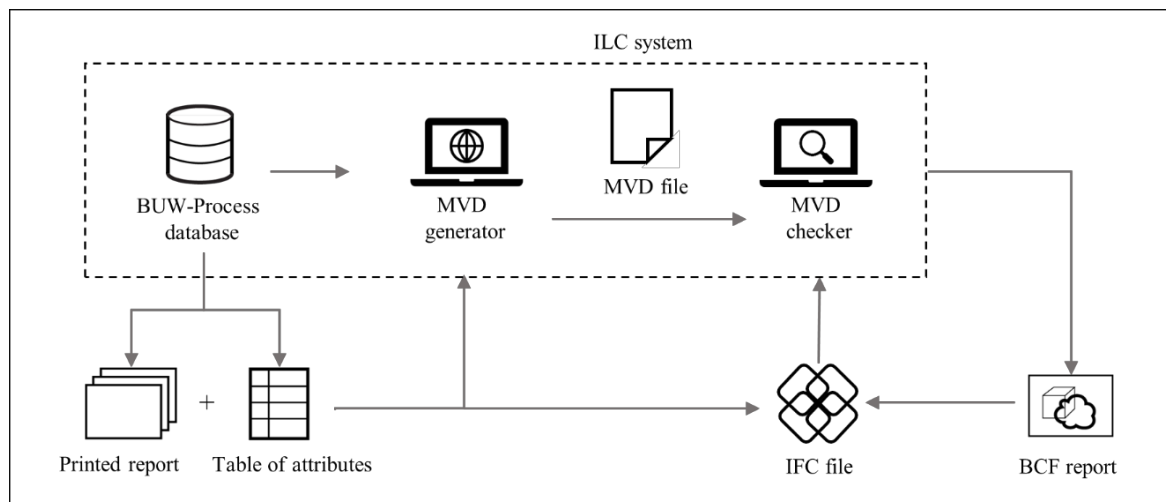 ILC system
BUW-Process
database
MVD
generator
MVD file
MVD
checker
Printed report
+
Table of attributes
IFC file
BCF report